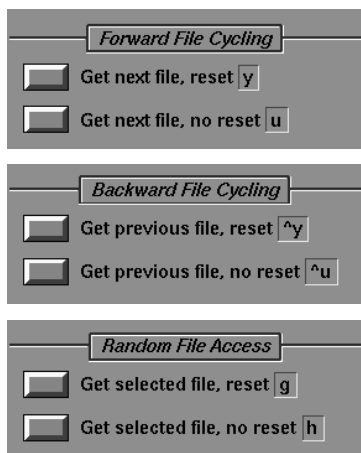 Forward File Cycling
Get next file, reset y
Get next file, no reset u
Backward File Cycling
Get previous file, reset ^y
Get previous file, no reset ^u
Random File Access
Get selected file, reset g
Get selected file, no reset h